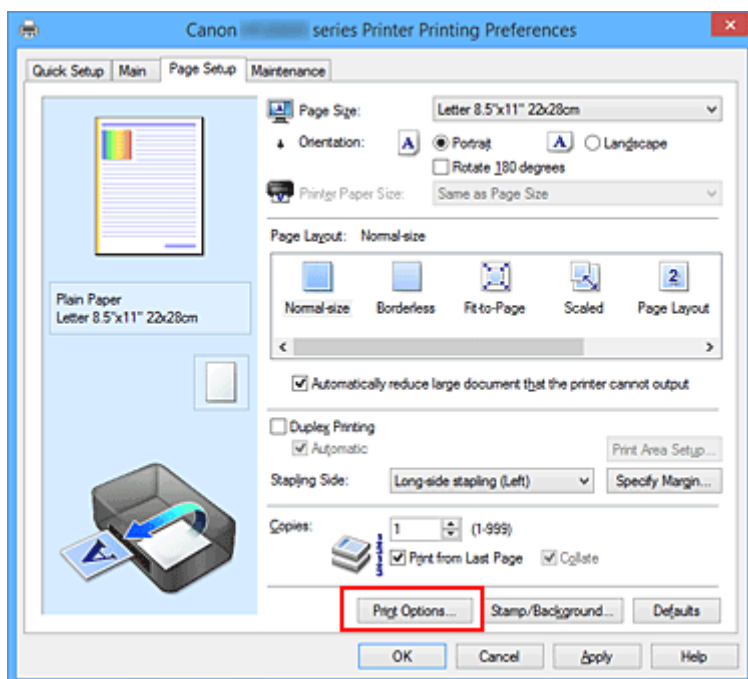 Canon series Printer Printing Preferences
Quick Setup Main Page Setup Maintenance
Page Size: Letter 8.5"x11" 22x28cm
Orientation: A Portrait A Landscape
Rotate 180 degrees
Printer Paper Size: Same as Page Size
Page Layout: Normal-size
2
Normal-size Borderless Fit-to-Page Scaled Page Layout
Plain Paper
Letter 8.5"x11" 22x28cm
Automatically reduce large document that the printer cannot output
Duplex Printing
Automatic Print Area Setup...
Stapling Side: Long-side stapling (Left) Specify Margin...
Copies: 1 (1-999)
Print from Last Page Collate
A
Print Options... Stamp/Background... Defaults
OK Cancel Apply Help